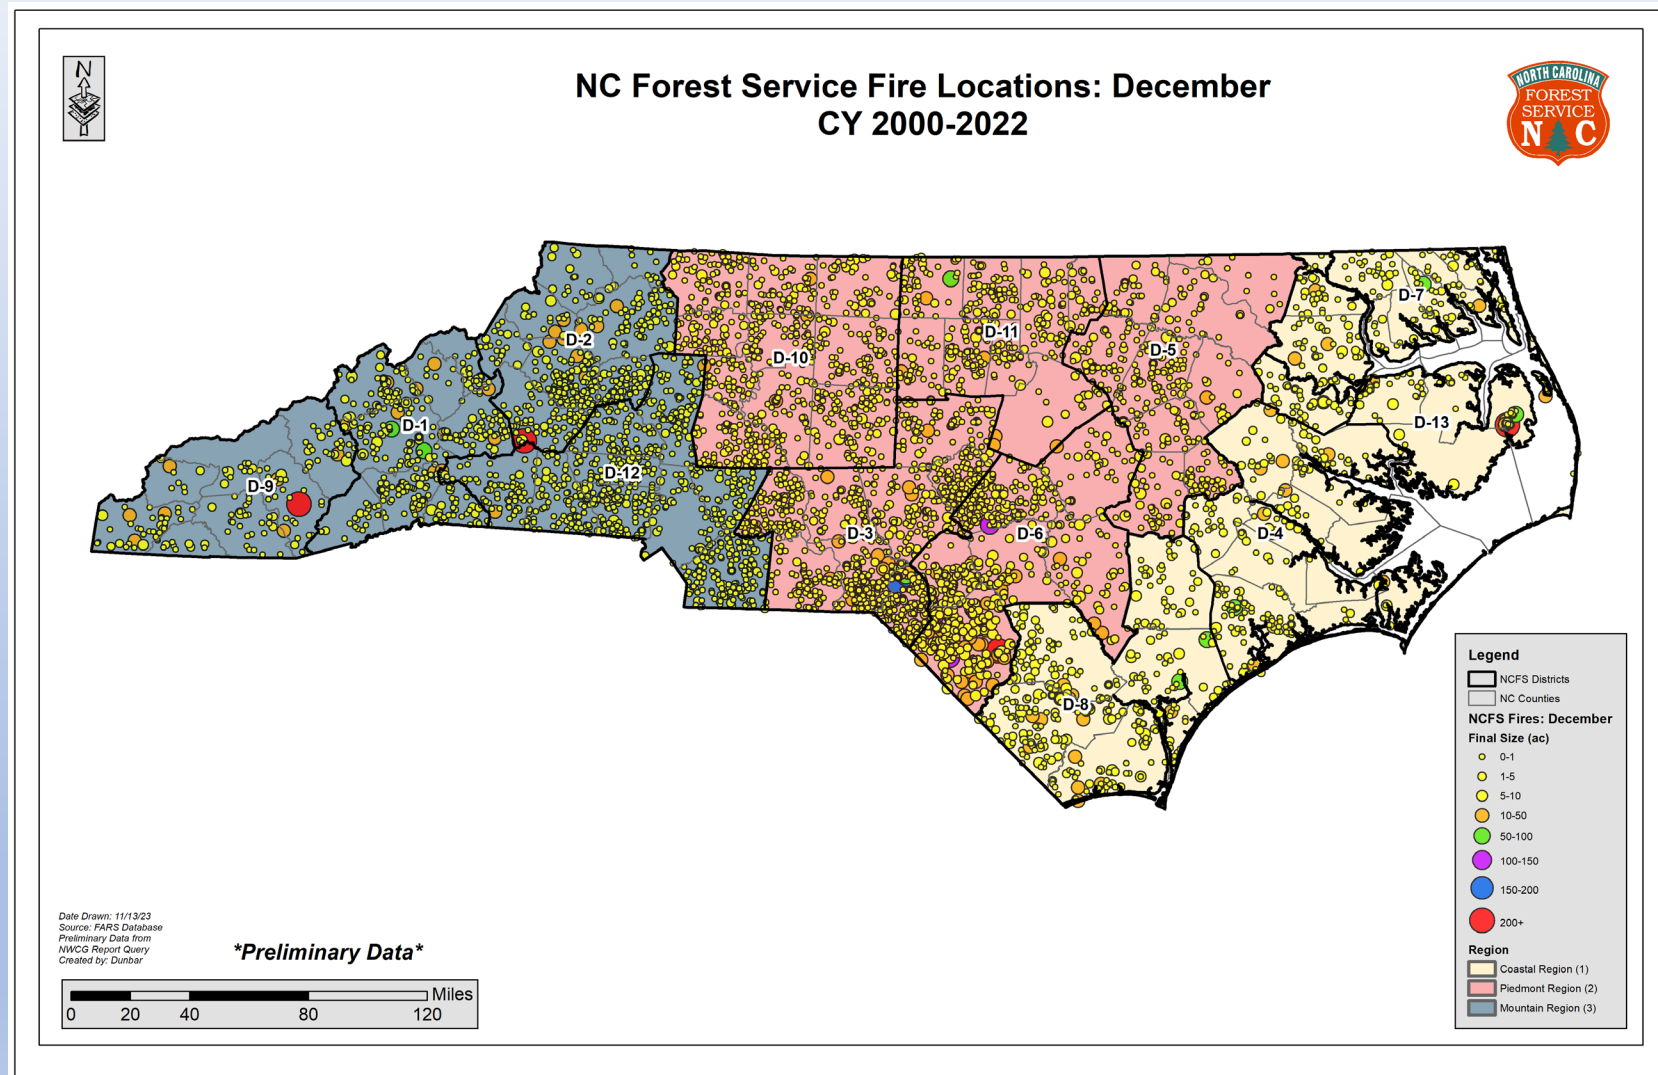 N
NC Forest Service Fire Locations: December
CY 2000-2022
NORTH CAROLINA
FOREST
SERVICE
N C
D-7
D-2
D-11
D-10
D-5
D-1
D-13
D-12
D-9
D-3
D-6
D-4
D-8
Legend
NCFS Districts
NC Counties
NCFS Fires: December
Final Size (ac)
0-1
1-5
5-10
10-50
50-100
100-150
150-200
200+
Region
Coastal Region (1)
Piedmont Region (2)
Mountain Region (3)
Date Drawn: 11/13/23
Source: FARS Database
Preliminary Data from
NWCG Report Query
Created by: Dunbar
*Preliminary Data*
Miles
0 20 40 80 120